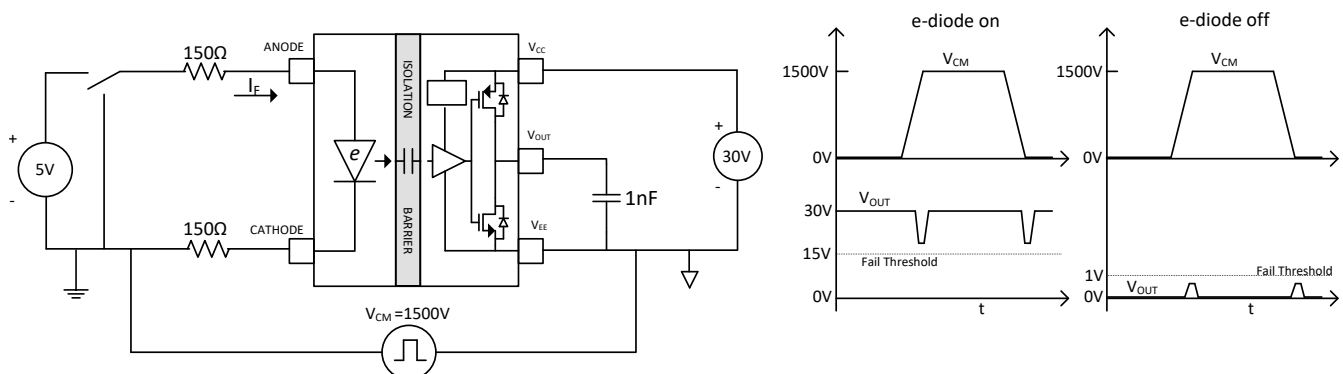 150Ω
ANODE
I_F
+
5V
-
150Ω
CATHODE
e
ISOLATION
BARRIER
V_CC
V_OUT
V_EE
1nF
+
30V
-
V_CM =1500V
e-diode on
1500V
V_CM
0V
V_OUT
30V
15V
Fail Threshold
0V
t
e-diode off
1500V
V_CM
0V
1V
Fail Threshold
V_OUT
0V
t